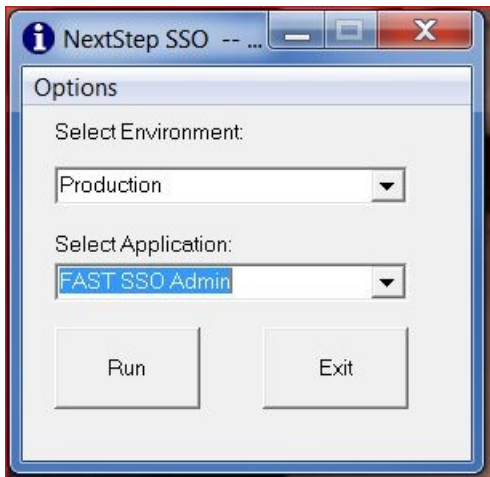 NextStep SSO -- ...
Options
Select Environment:
Production
Select Application:
FAST SSO Admin
Run
Exit